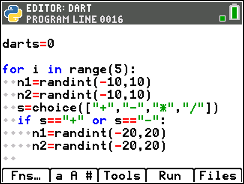 EDITOR: DART
PROGRAM LINE 0016
darts=0
for i in range(5):
n1=randint(-10,10)
n2=randint(-10,10)
s=choice(["+","-","*","/"])
if s=="+" or s=="-":
n1=randint(-20,20)
n2=randint(-20,20)
Fns… a A # Tools Run Files